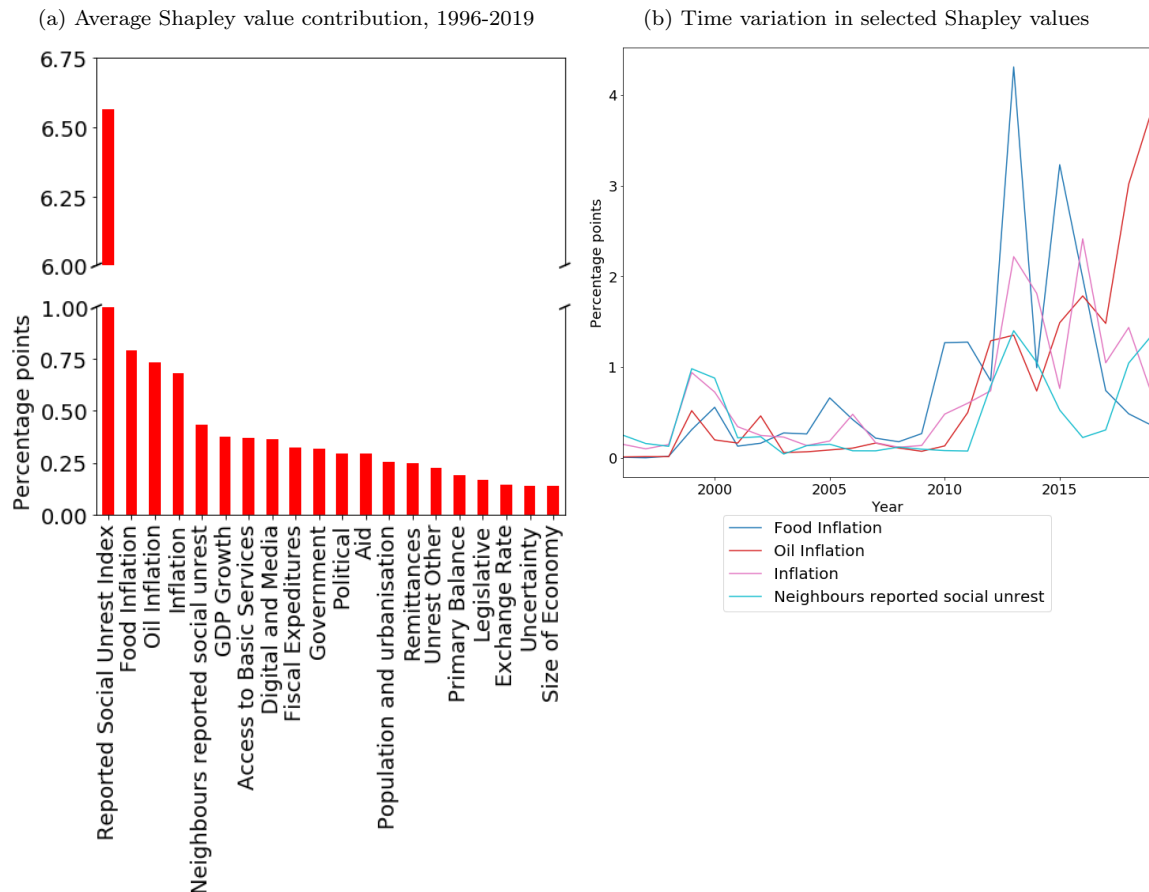 (a) Average Shapley value contribution, 1996-2019
6.75
6.50
6.25
6.00
1.00
0.75
0.50
0.25
0.00
Percentage points
Reported Social Unrest Index
Food Inflation
Oil Inflation
Inflation
Neighbours reported social unrest
GDP Growth
Access to Basic Services
Digital and Media
Fiscal Expeditures
Government
Political
Aid
Population and urbanisation
Remittances
Unrest Other
Primary Balance
Legislative
Exchange Rate
Uncertainty
Size of Economy
(b) Time variation in selected Shapley values
4
3
2
1
0
Percentage points
2000
2005
2010
2015
Year
Food Inflation
Oil Inflation
Inflation
Neighbours reported social unrest